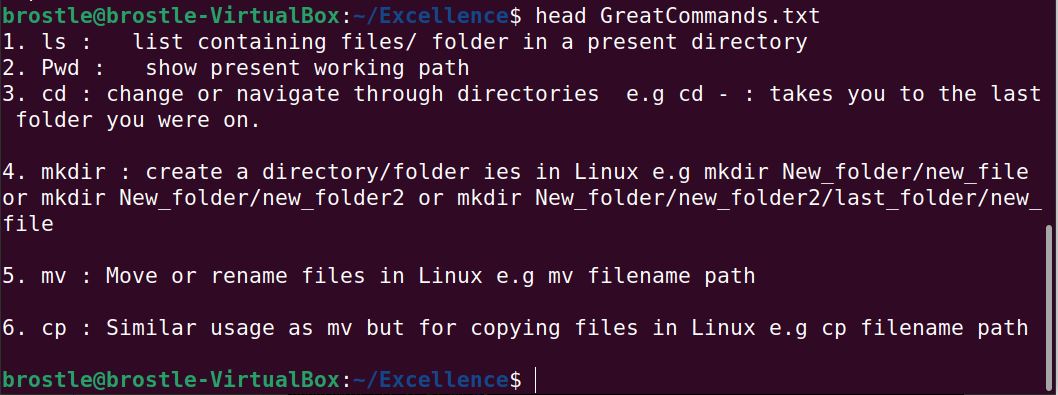 brostle@brostle-VirtualBox:~/Excellence$ head GreatCommands.txt
1. ls :   list containing files/ folder in a present directory
2. Pwd :   show present working path
3. cd : change or navigate through directories  e.g cd - : takes you to the last
 folder you were on.
4. mkdir : create a directory/folder ies in Linux e.g mkdir New_folder/new_file
or mkdir New_folder/new_folder2 or mkdir New_folder/new_folder2/last_folder/new_
file
5. mv : Move or rename files in Linux e.g mv filename path
6. cp : Similar usage as mv but for copying files in Linux e.g cp filename path
brostle@brostle-VirtualBox:~/Excellence$